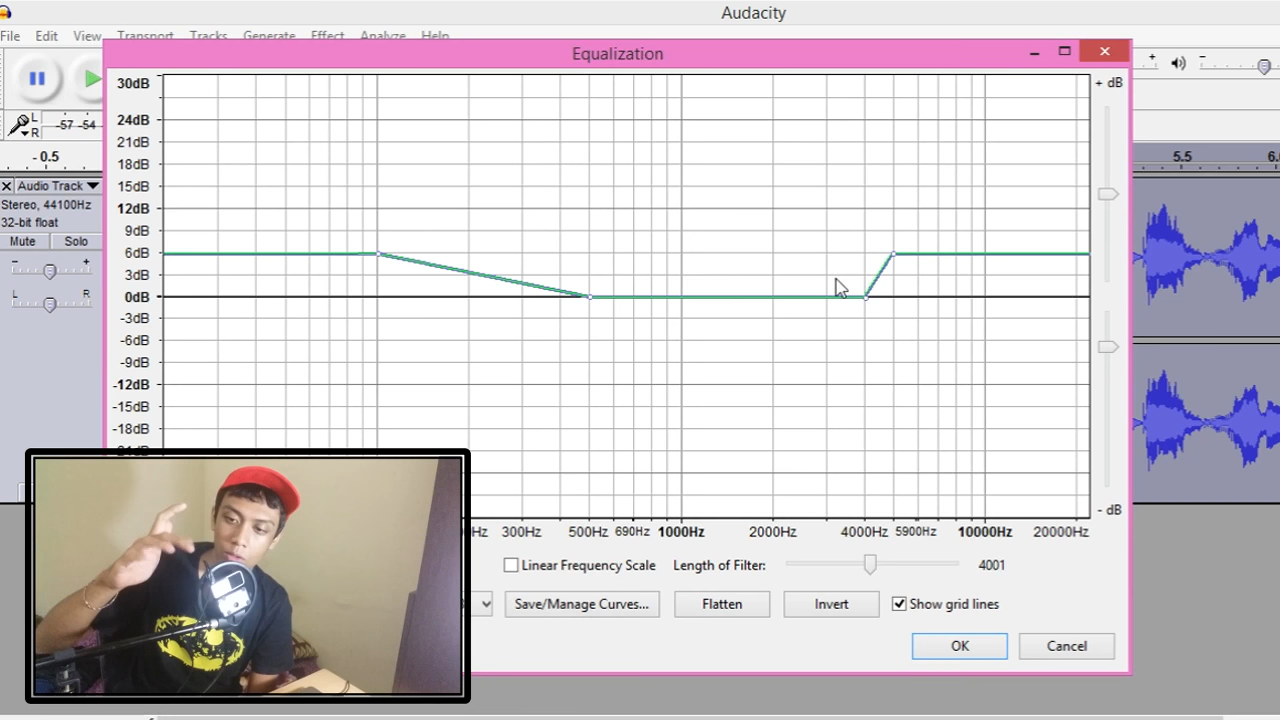 Audacity
File Edit View Transport Tracks Generate Effect Analyze Help
Equalization
L
R
-57 -54
- 0.5
5.5
Audio Track
Stereo, 44100Hz
32-bit float
Mute Solo
- +
L R
- +
+ dB
30dB
24dB
21dB
18dB
15dB
12dB
9dB
6dB
3dB
0dB
-3dB
-6dB
-9dB
-12dB
-15dB
-18dB
- dB
300Hz 500Hz 690Hz 1000Hz 2000Hz 4000Hz 5900Hz 10000Hz 20000Hz
Linear Frequency Scale Length of Filter: 4001
Save/Manage Curves... Flatten Invert Show grid lines
OK Cancel